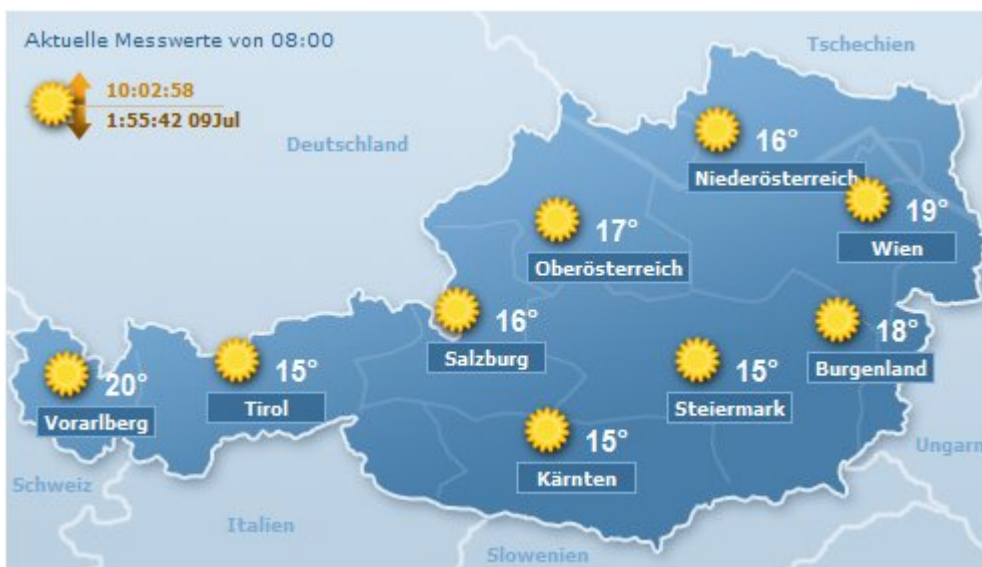 Aktuelle Messwerte von 08:00
Tschechien
10:02:58
1:55:42 09Jul
Deutschland
16°
Niederösterreich
19°
Wien
17°
Oberösterreich
16°
Salzburg
18°
Burgenland
20°
Vorarlberg
15°
Tirol
15°
Steiermark
15°
Kärnten
Ungarn
Schweiz
Italien
Slowenien